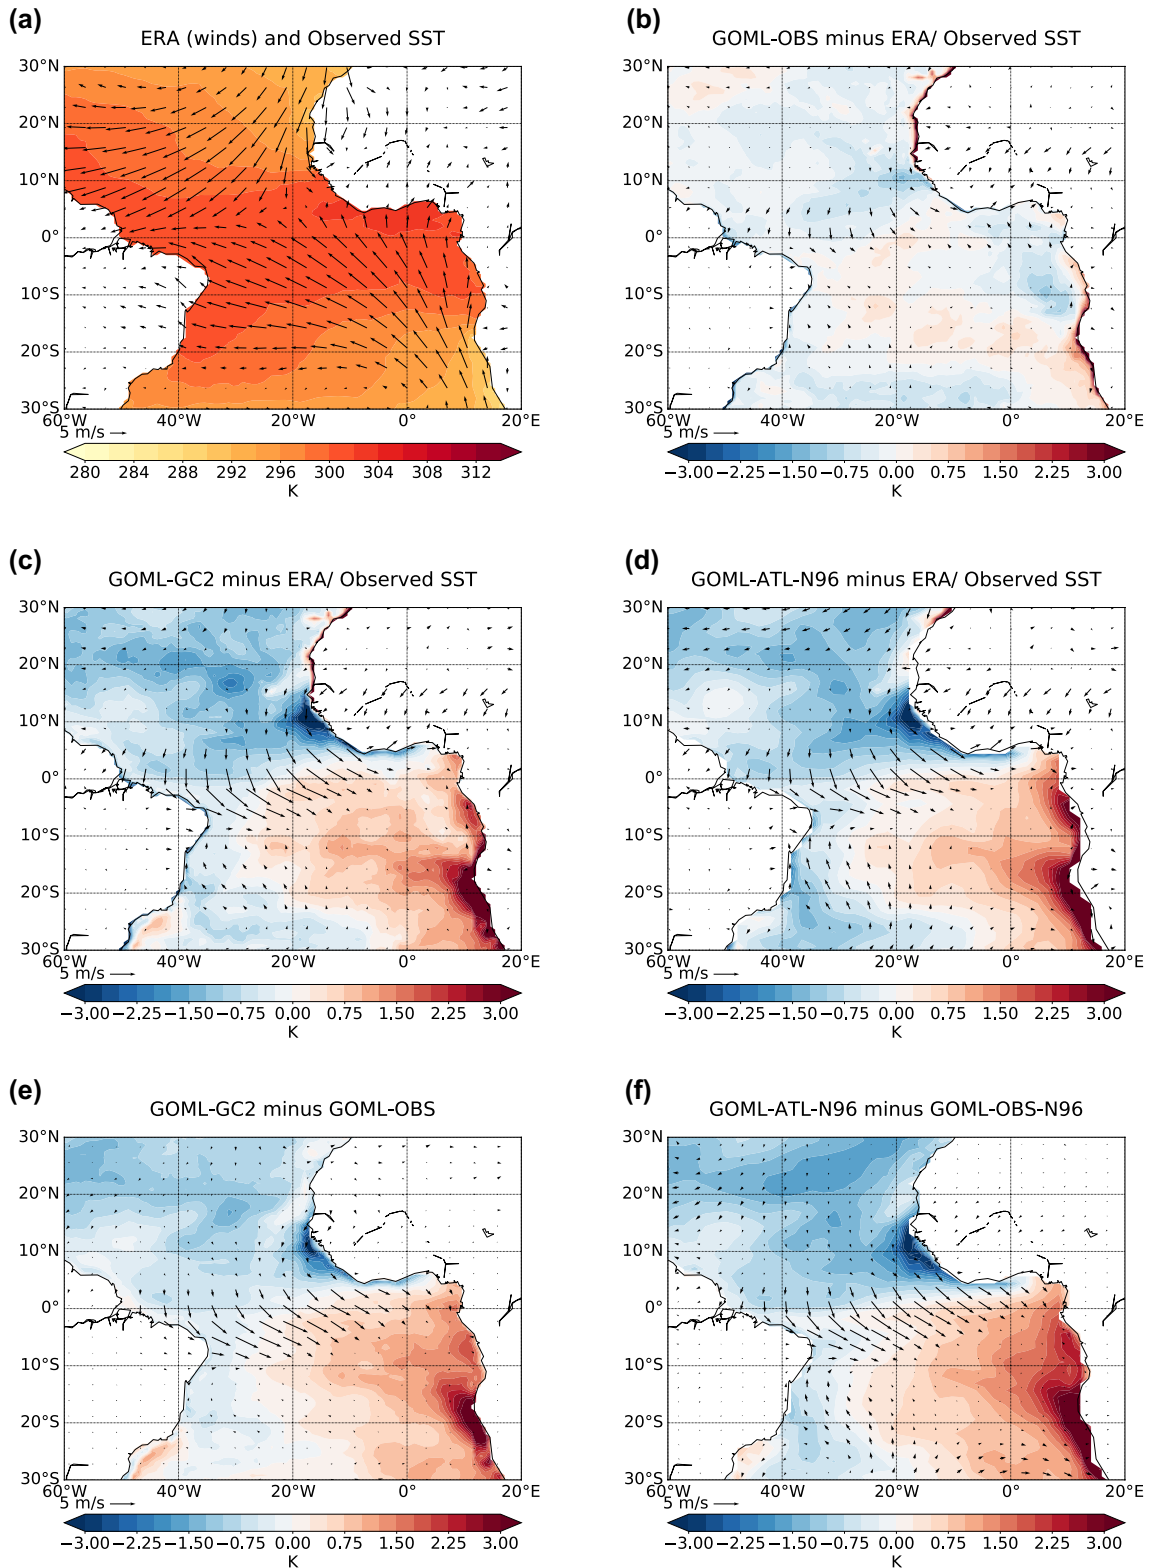 (a)
ERA (winds) and Observed SST
30°N
20°N
10°N
0°
10°S
20°S
30°S
60°W 40°W 20°W 0° 20°E
5 m/s
280 284 288 292 296 300 304 308 312
K
(b)
GOML-OBS minus ERA/ Observed SST
30°N
20°N
10°N
0°
10°S
20°S
30°S
60°W 40°W 20°W 0° 20°E
5 m/s
−3.00 −2.25 −1.50 −0.75 0.00 0.75 1.50 2.25 3.00
K
(c)
GOML-GC2 minus ERA/ Observed SST
30°N
20°N
10°N
0°
10°S
20°S
30°S
60°W 40°W 20°W 0° 20°E
5 m/s
−3.00 −2.25 −1.50 −0.75 0.00 0.75 1.50 2.25 3.00
K
(d)
GOML-ATL-N96 minus ERA/ Observed SST
30°N
20°N
10°N
0°
10°S
20°S
30°S
60°W 40°W 20°W 0° 20°E
5 m/s
−3.00 −2.25 −1.50 −0.75 0.00 0.75 1.50 2.25 3.00
K
(e)
GOML-GC2 minus GOML-OBS
30°N
20°N
10°N
0°
10°S
20°S
30°S
60°W 40°W 20°W 0° 20°E
5 m/s
−3.00 −2.25 −1.50 −0.75 0.00 0.75 1.50 2.25 3.00
K
(f)
GOML-ATL-N96 minus GOML-OBS-N96
30°N
20°N
10°N
0°
10°S
20°S
30°S
60°W 40°W 20°W 0° 20°E
5 m/s
−3.00 −2.25 −1.50 −0.75 0.00 0.75 1.50 2.25 3.00
K